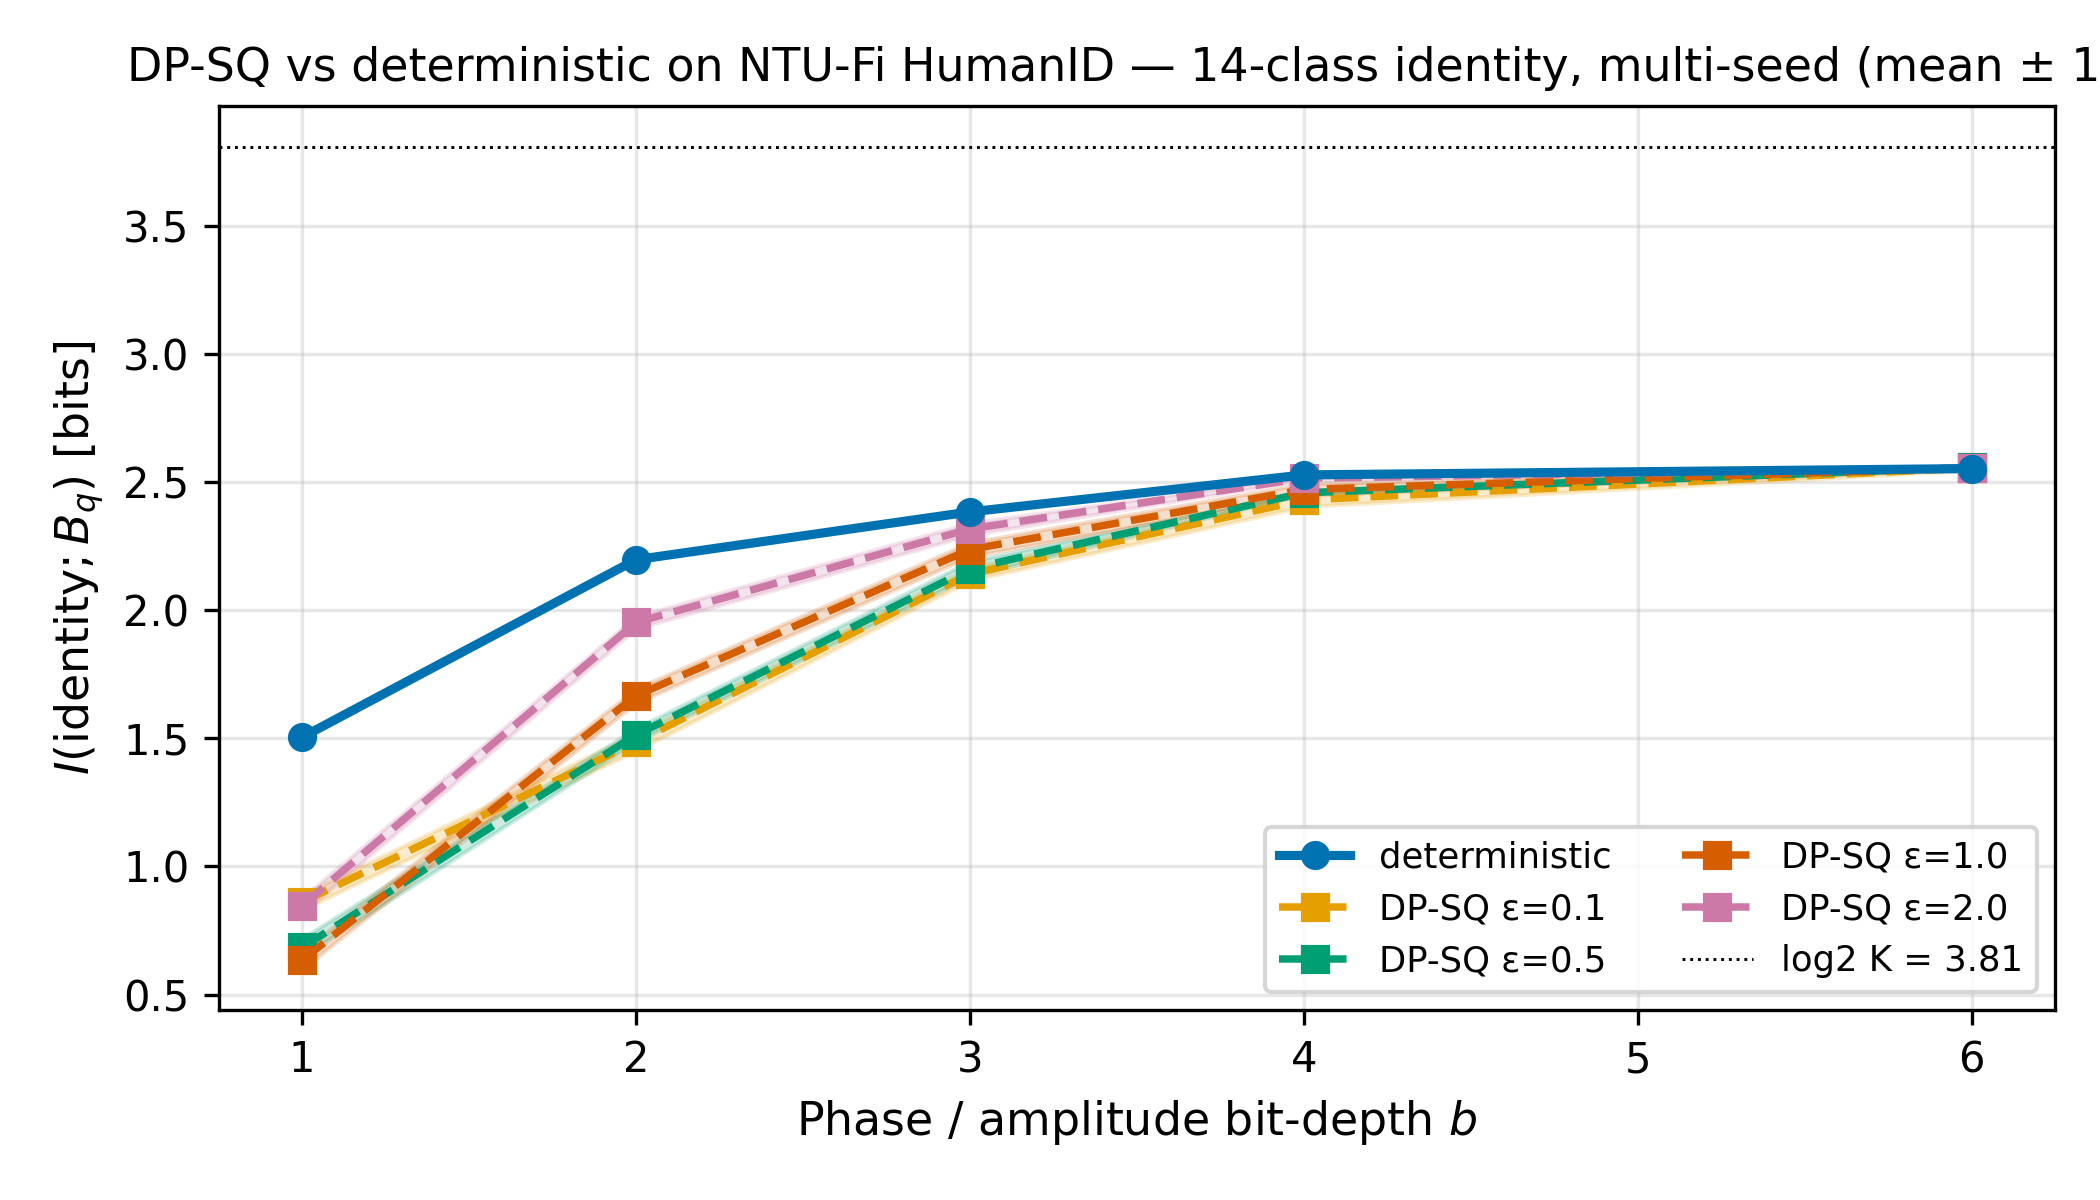 DP-SQ vs deterministic on NTU-Fi HumanID — 14-class identity, multi-seed (mean ± 1
I(identity; B_q) [bits]
3.5
3.0
2.5
2.0
1.5
1.0
0.5
deterministic
DP-SQ ε=0.1
DP-SQ ε=0.5
DP-SQ ε=1.0
DP-SQ ε=2.0
log2 K = 3.81
1 2 3 4 5 6
Phase / amplitude bit-depth b